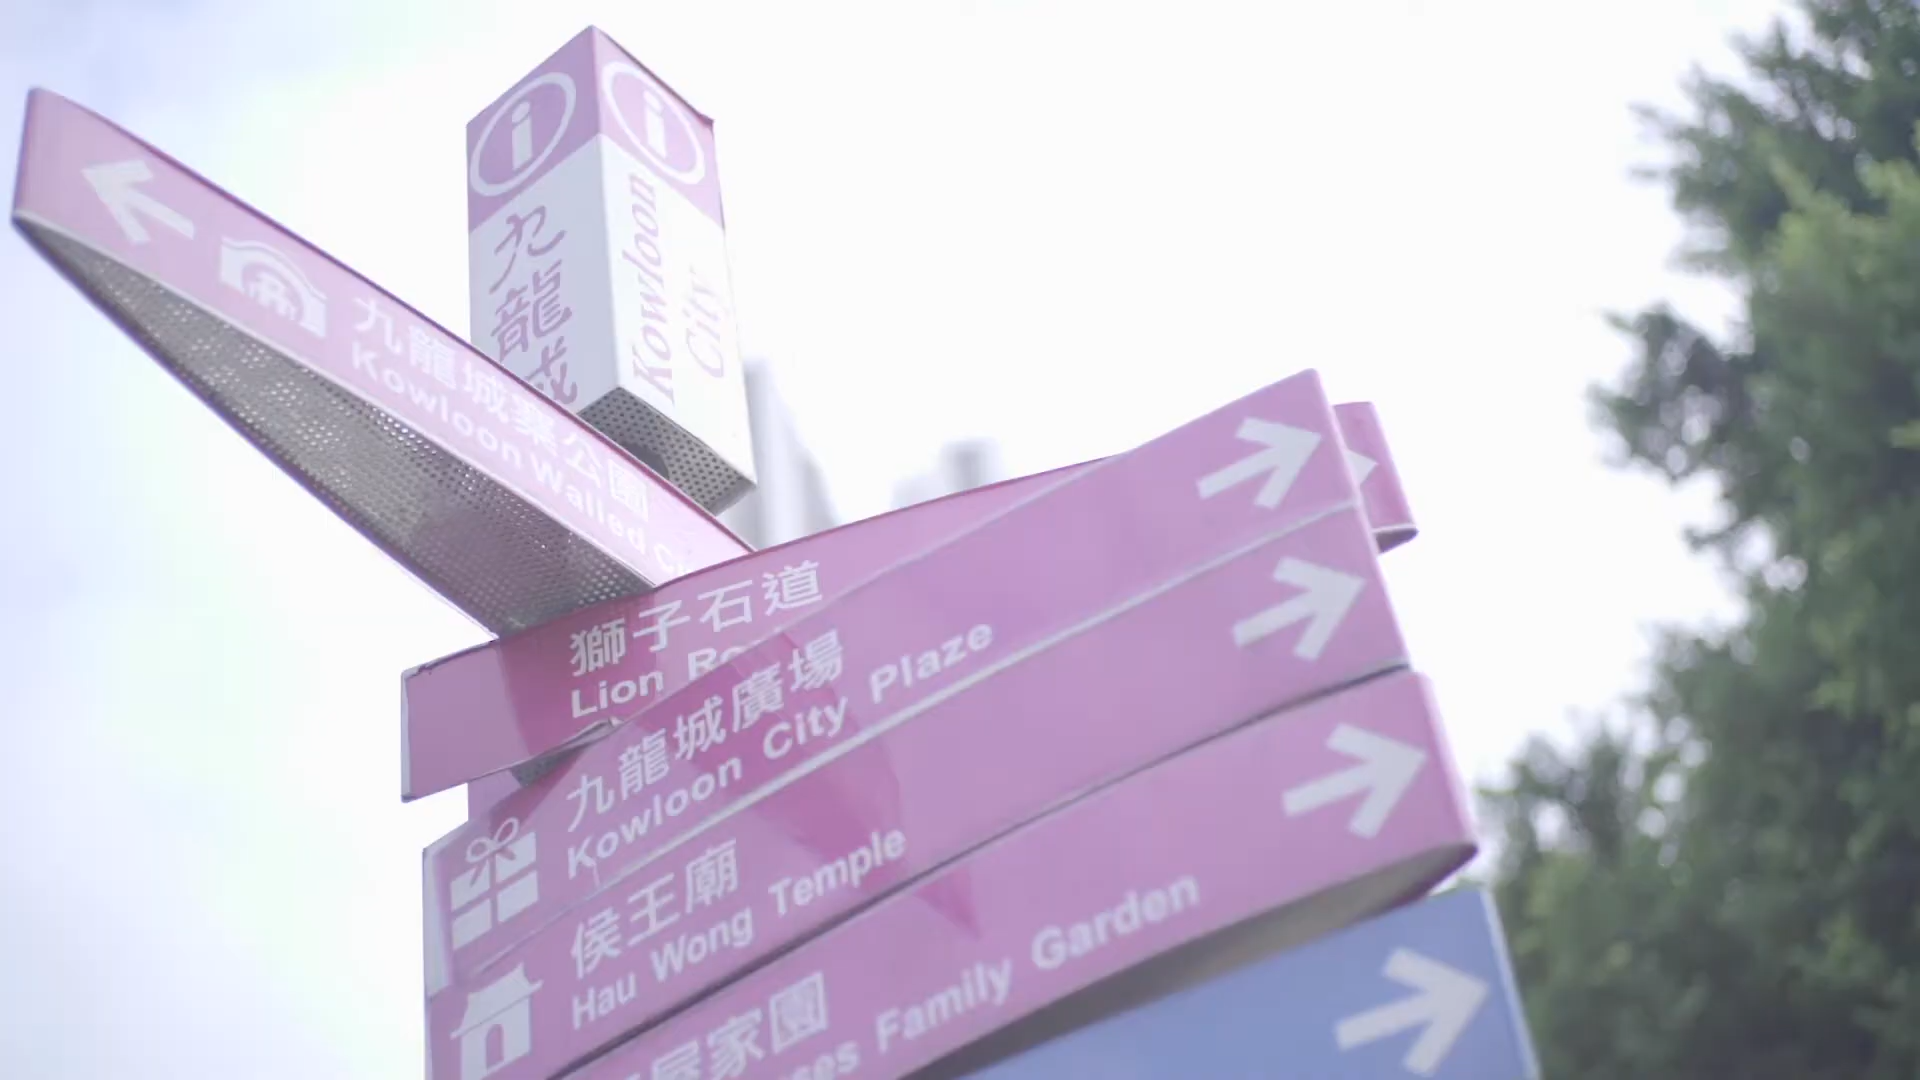 i
i
九龍城
Kowloon
City
九龍城寨公園
Kowloon Walled
獅子石道
Lion
九龍城廣場
Kowloon City Plaze
侯王廟
Hau Wong Temple
屋家園
Family Garden